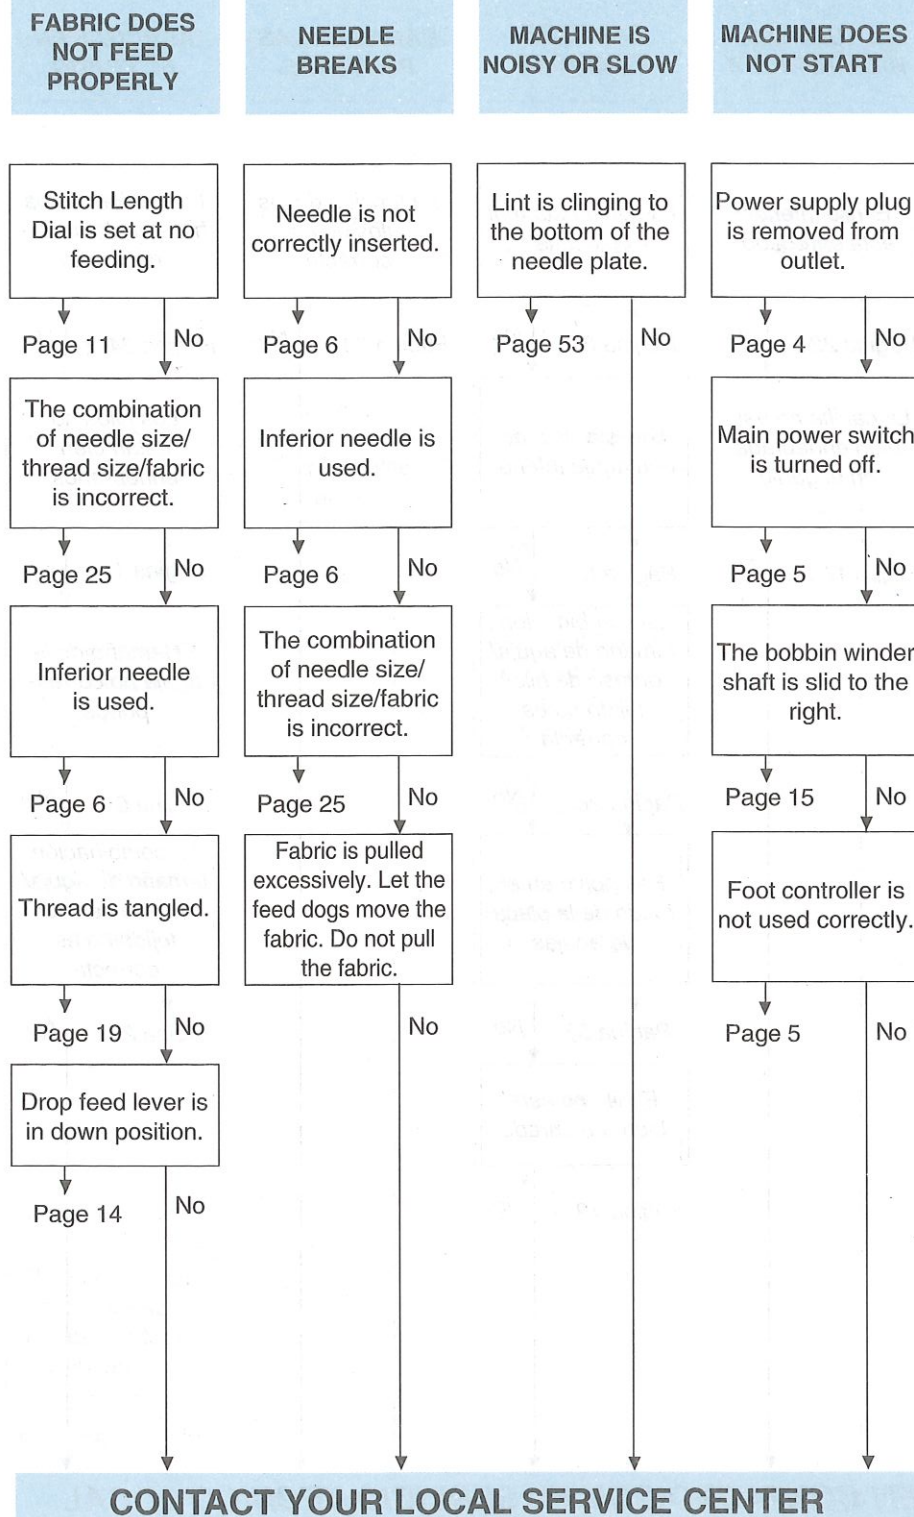 FABRIC DOES
NOT FEED
PROPERLY
Stitch Length
Dial is set at no
feeding.
Page 11
No
The combination
of needle size/
thread size/fabric
is incorrect.
Page 25
No
Inferior needle
is used.
Page 6
No
Thread is tangled.
Page 19
No
Drop feed lever is
in down position.
Page 14
No
NEEDLE
BREAKS
Needle is not
correctly inserted.
Page 6
No
Inferior needle is
used.
Page 6
No
The combination
of needle size/
thread size/fabric
is incorrect.
Page 25
No
Fabric is pulled
excessively. Let the
feed dogs move the
fabric. Do not pull
the fabric.
No
MACHINE IS
NOISY OR SLOW
Lint is clinging to
the bottom of the
needle plate.
Page 53
No
MACHINE DOES
NOT START
Power supply plug
is removed from
outlet.
Page 4
No
Main power switch
is turned off.
Page 5
No
The bobbin winder
shaft is slid to the
right.
Page 15
No
Foot controller is
not used correctly.
Page 5
No
CONTACT YOUR LOCAL SERVICE CENTER